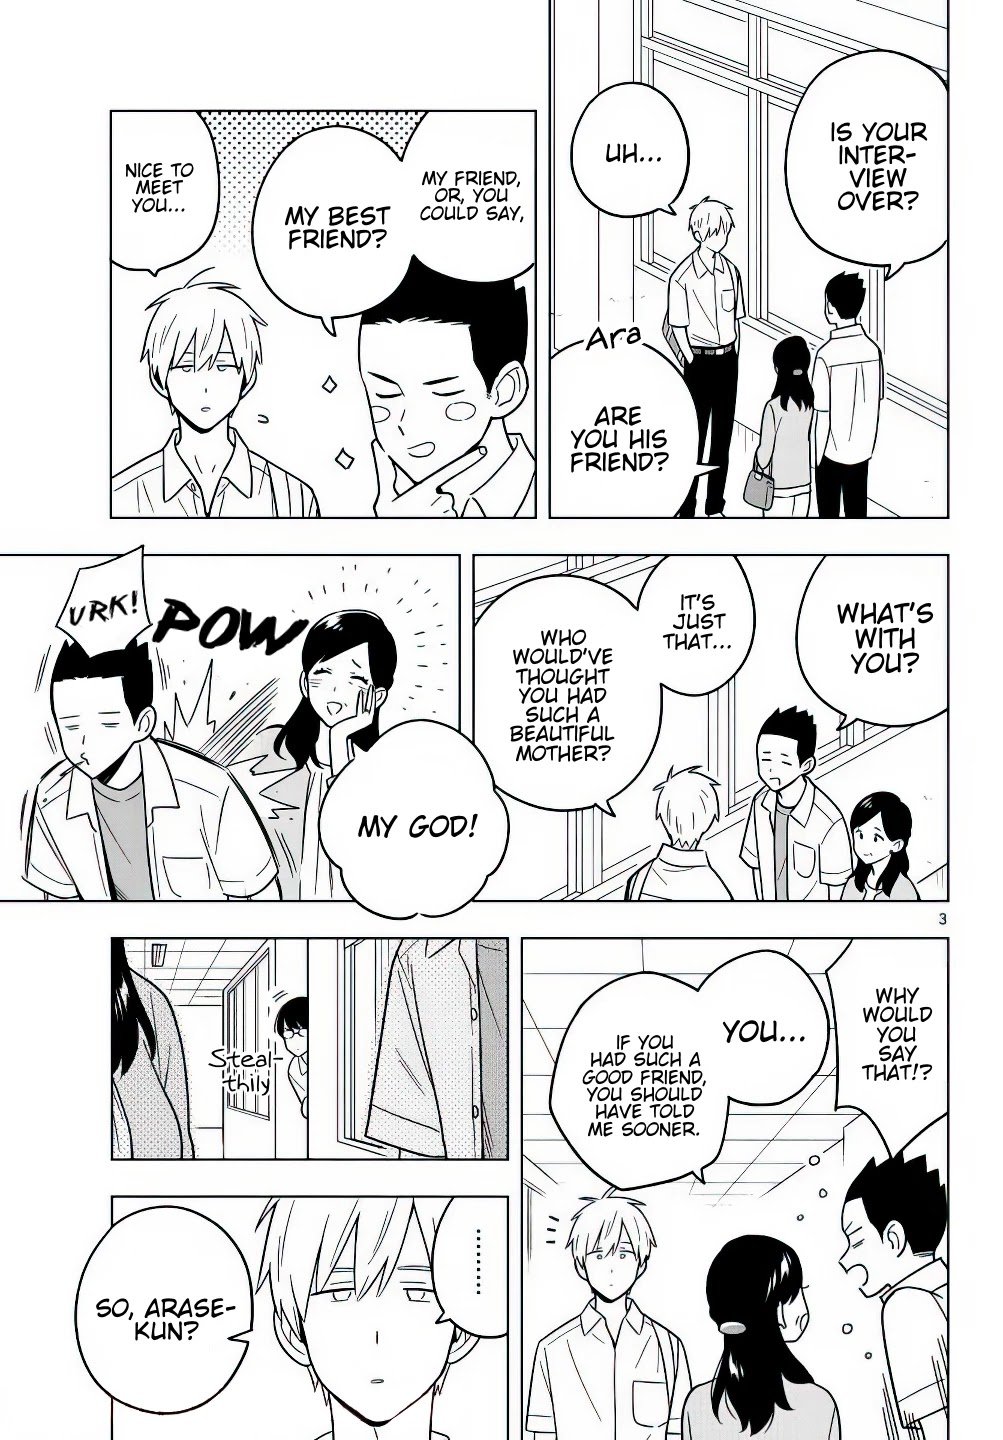 IS YOUR
INTER-
VIEW
OVER?
UH...
Ara
ARE
YOU HIS
FRIEND?
MY FRIEND,
OR, YOU
COULD SAY,
MY BEST
FRIEND?
NICE TO
MEET
YOU...
WHAT'S
WITH
YOU?
IT'S
JUST
THAT...
WHO
WOULD'VE
THOUGHT
YOU HAD
SUCH A
BEAUTIFUL
MOTHER?
MY GOD!
POW
URK!
3
WHY
WOULD
YOU
SAY
THAT!?
YOU...
IF YOU
HAD SUCH A
GOOD FRIEND,
YOU SHOULD
HAVE TOLD
ME SOONER.
Steal-
thily
........
SO, ARASE-
KUN?